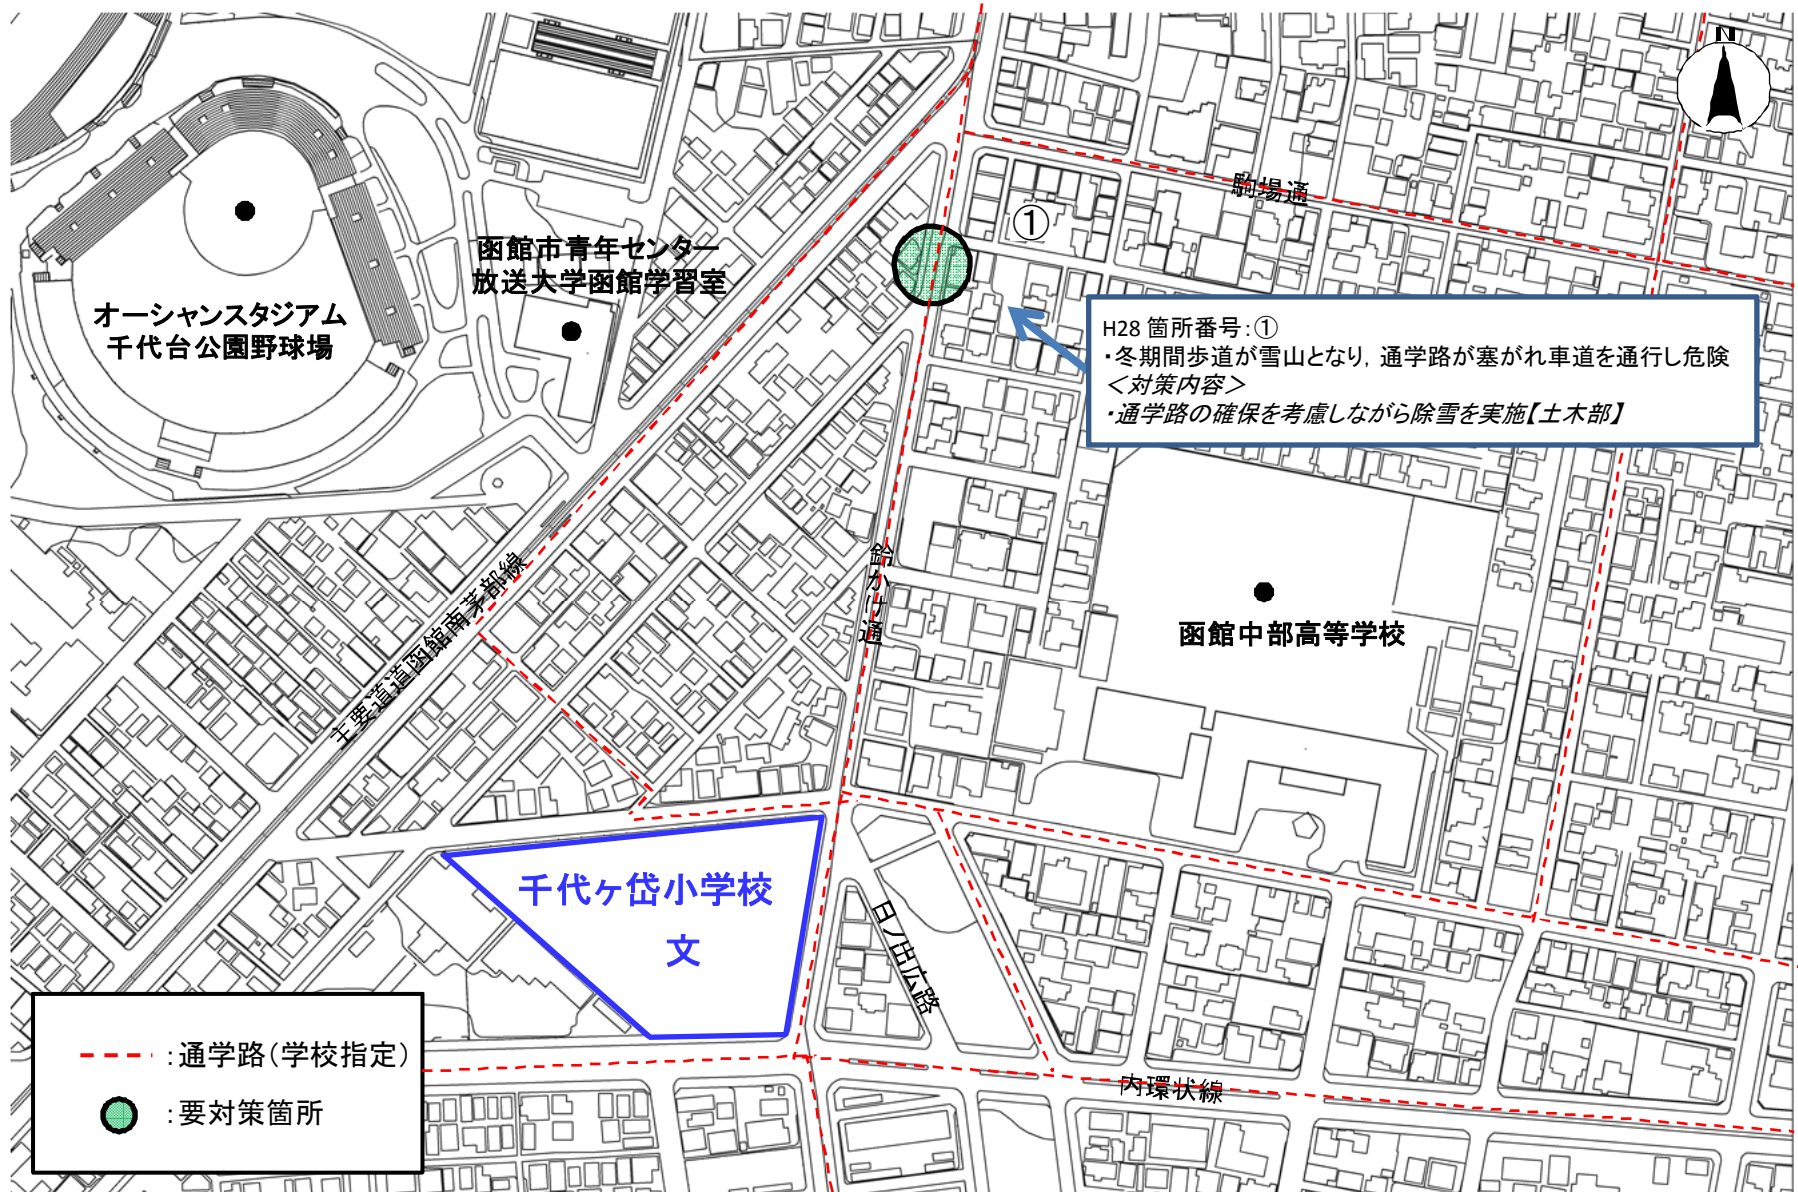 N
駒場通
①
函館市青年センター
放送大学函館学習室
オーシャンスタジアム
千代台公園野球場
H28 箇所番号：①
・冬期間歩道が雪山となり，通学路が塞がれ車道を通行し危険
＜対策内容＞
・通学路の確保を考慮しながら除雪を実施【土木部】
鈴かけ通
主要道道函館南茅部線
函館中部高等学校
千代ヶ岱小学校
文
日ノ出広路
内環状線
：通学路（学校指定）
：要対策箇所